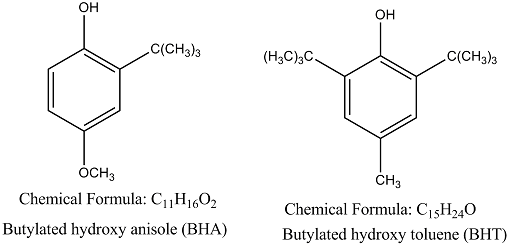 OH
C(CH₃)₃
OCH₃
Chemical Formula: C₁₁H₁₆O₂
Butylated hydroxy anisole (BHA)
OH
(H₃C)₃C
C(CH₃)₃
CH₃
Chemical Formula: C₁₅H₂₄O
Butylated hydroxy toluene (BHT)